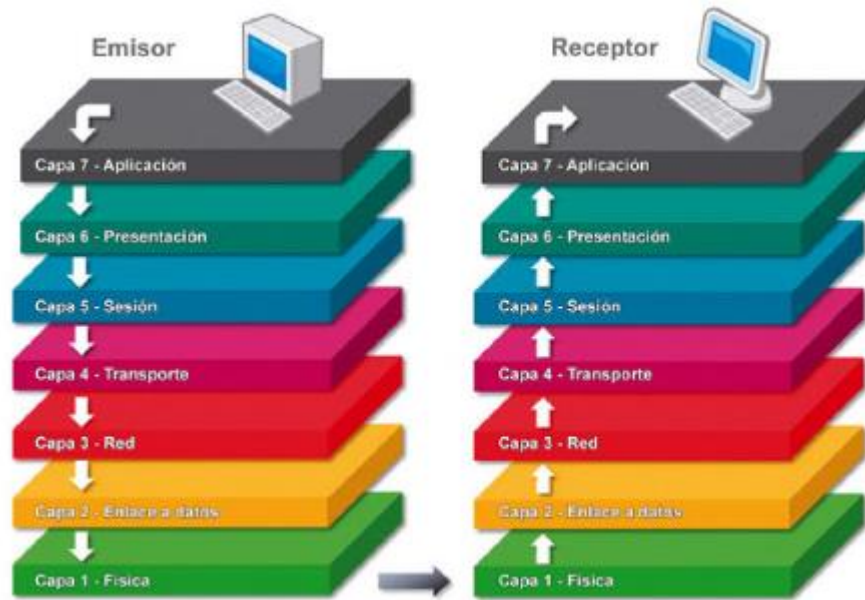 Emisor
Capa 7 - Aplicación
Capa 6 - Presentación
Capa 5 - Sesión
Capa 4 - Transporte
Capa 3 - Red
Capa 2 - Enlace a datos
Capa 1 - Física
Receptor
Capa 7 - Aplicación
Capa 6 - Presentación
Capa 5 - Sesión
Capa 4 - Transporte
Capa 3 - Red
Capa 2 - Enlace a datos
Capa 1 - Física